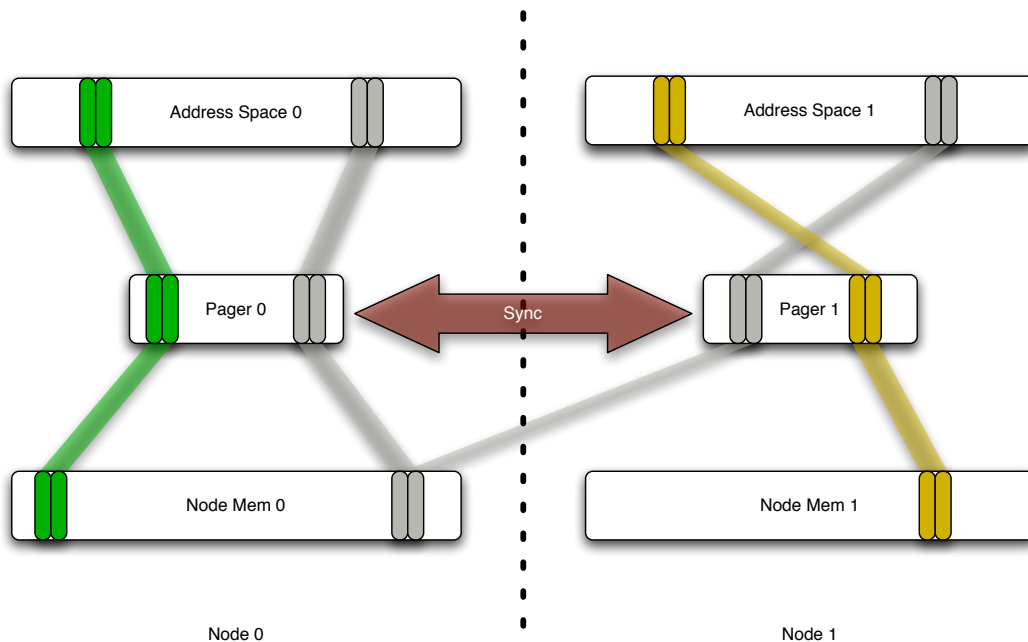 Address Space 0
Address Space 1
Pager 0
Sync
Pager 1
Node Mem 0
Node Mem 1
Node 0
Node 1